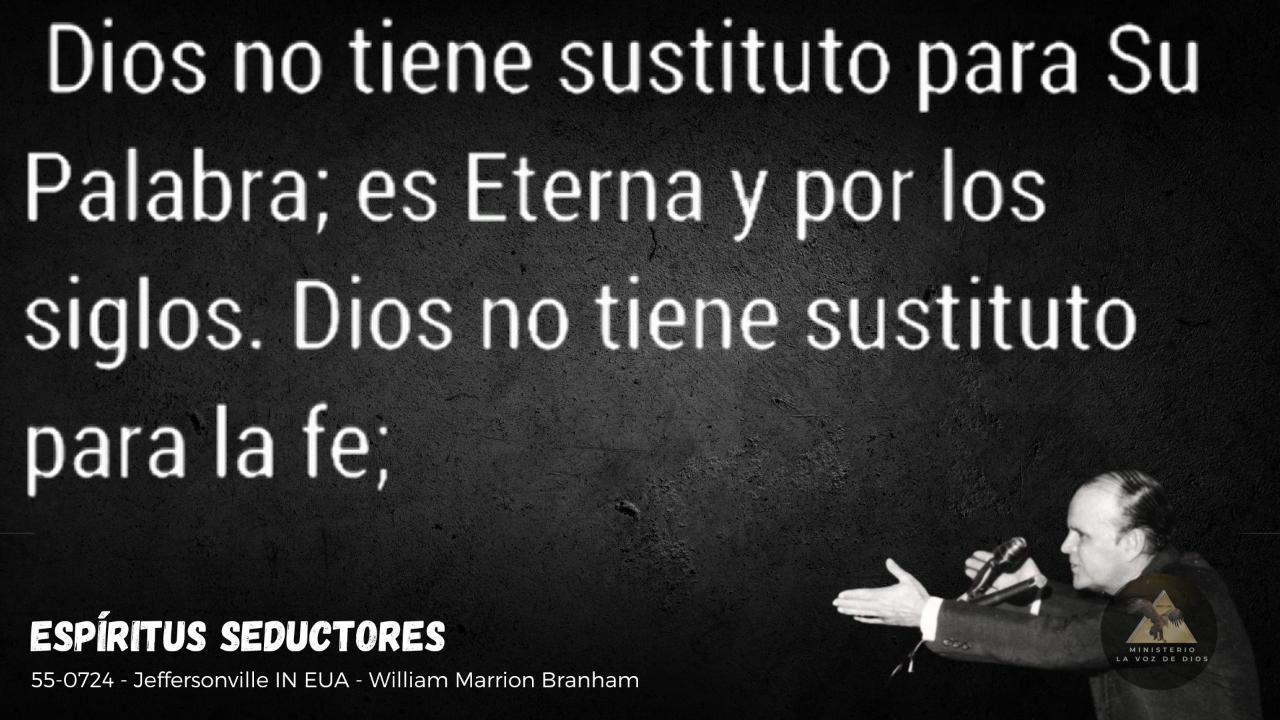 Dios no tiene sustituto para Su
Palabra; es Eterna y por los
siglos. Dios no tiene sustituto
para la fe;
ESPÍRITUS SEDUCTORES
55-0724 - Jeffersonville IN EUA - William Marrion Branham
MINISTERIO
LA VOZ DE DIOS